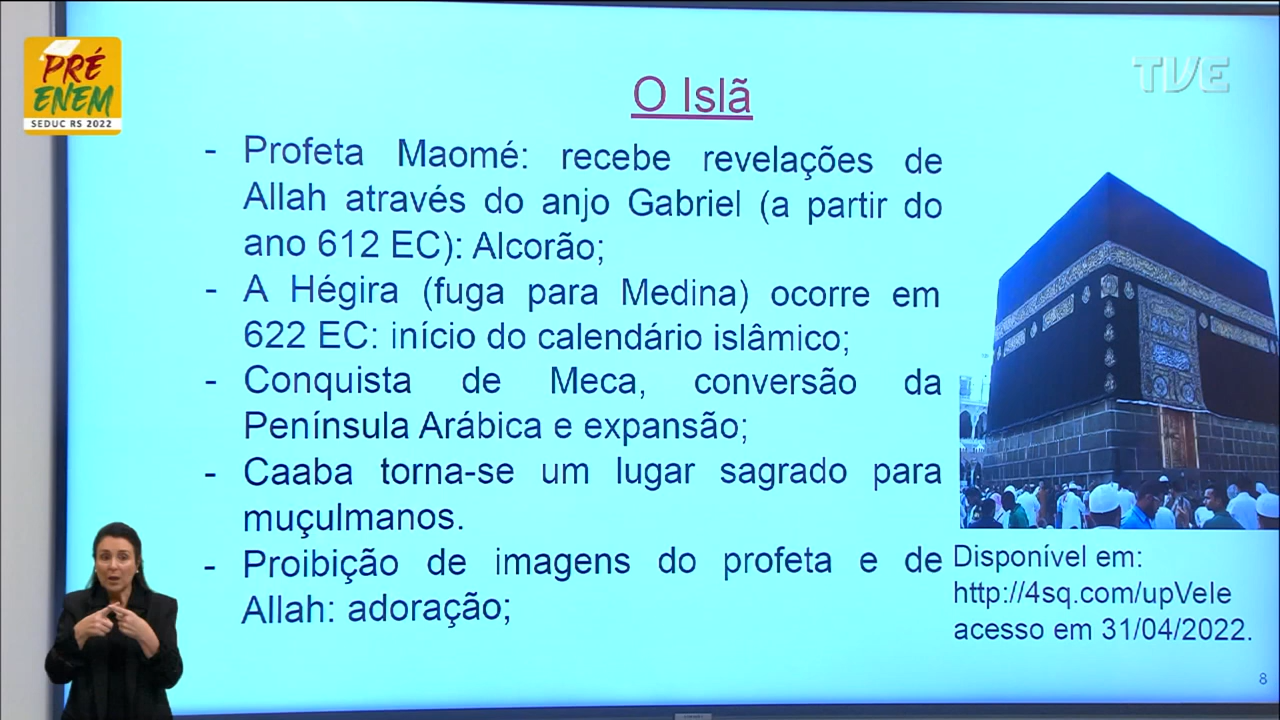 PRÉ
ENEM
SEDUC RS 2022
TVE
O Islã
- Profeta Maomé: recebe revelações de
Allah através do anjo Gabriel (a partir do
ano 612 EC): Alcorão;
- A Hégira (fuga para Medina) ocorre em
622 EC: início do calendário islâmico;
- Conquista de Meca, conversão da
Península Arábica e expansão;
- Caaba torna-se um lugar sagrado para
muçulmanos.
- Proibição de imagens do profeta e de
Allah: adoração;
Disponível em:
http://4sq.com/upVele
acesso em 31/04/2022.
8